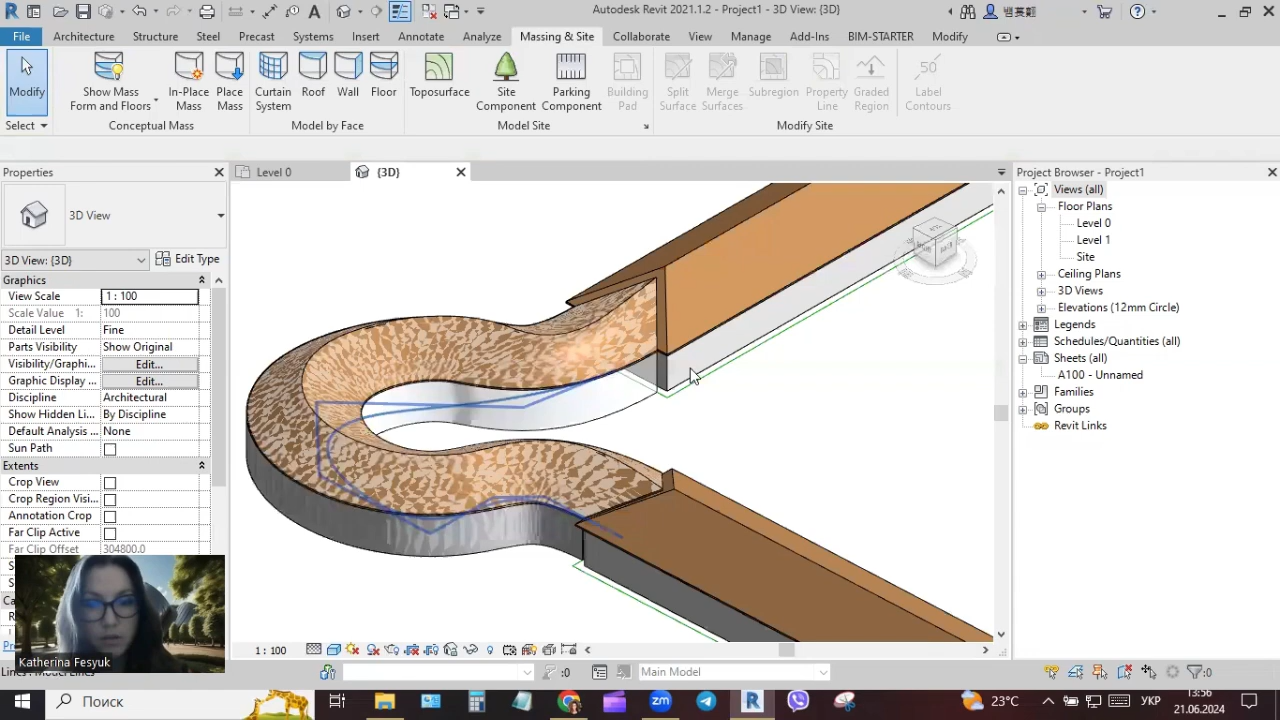 Autodesk Revit 2021.1.2 - Project1 - 3D View: {3D}
File Architecture Structure Steel Precast Systems Insert Annotate Analyze Massing & Site Collaborate View Manage Add-Ins BIM-STARTER Modify
Modify
Select
Show Mass
Form and Floors
In-Place
Mass
Place
Mass
Conceptual Mass
Curtain
System
Roof
Wall
Floor
Model by Face
Toposurface
Site
Component
Parking
Component
Building
Pad
Model Site
Split
Surface
Merge
Surfaces
Subregion
Property
Line
Graded
Region
50
Label
Contours
Modify Site
Properties
3D View
3D View: {3D}
Edit Type
Graphics
View Scale 1 : 100
Scale Value 1: 100
Detail Level Fine
Parts Visibility Show Original
Visibility/Graphi... Edit...
Graphic Display ... Edit...
Discipline Architectural
Show Hidden Li... By Discipline
Default Analysis ... None
Sun Path
Extents
Crop View
Crop Region Visi...
Annotation Crop
Far Clip Active
Far Clip Offset 304800.0
Katherina Fesyuk
Level 0
{3D}
1 : 100
Project Browser - Project1
Views (all)
Floor Plans
Level 0
Level 1
Site
Ceiling Plans
3D Views
Elevations (12mm Circle)
Legends
Schedules/Quantities (all)
Sheets (all)
A100 - Unnamed
Families
Groups
Revit Links
:0
Main Model
:0
Поиск
zm
23°C
УКР
13:56
21.06.2024